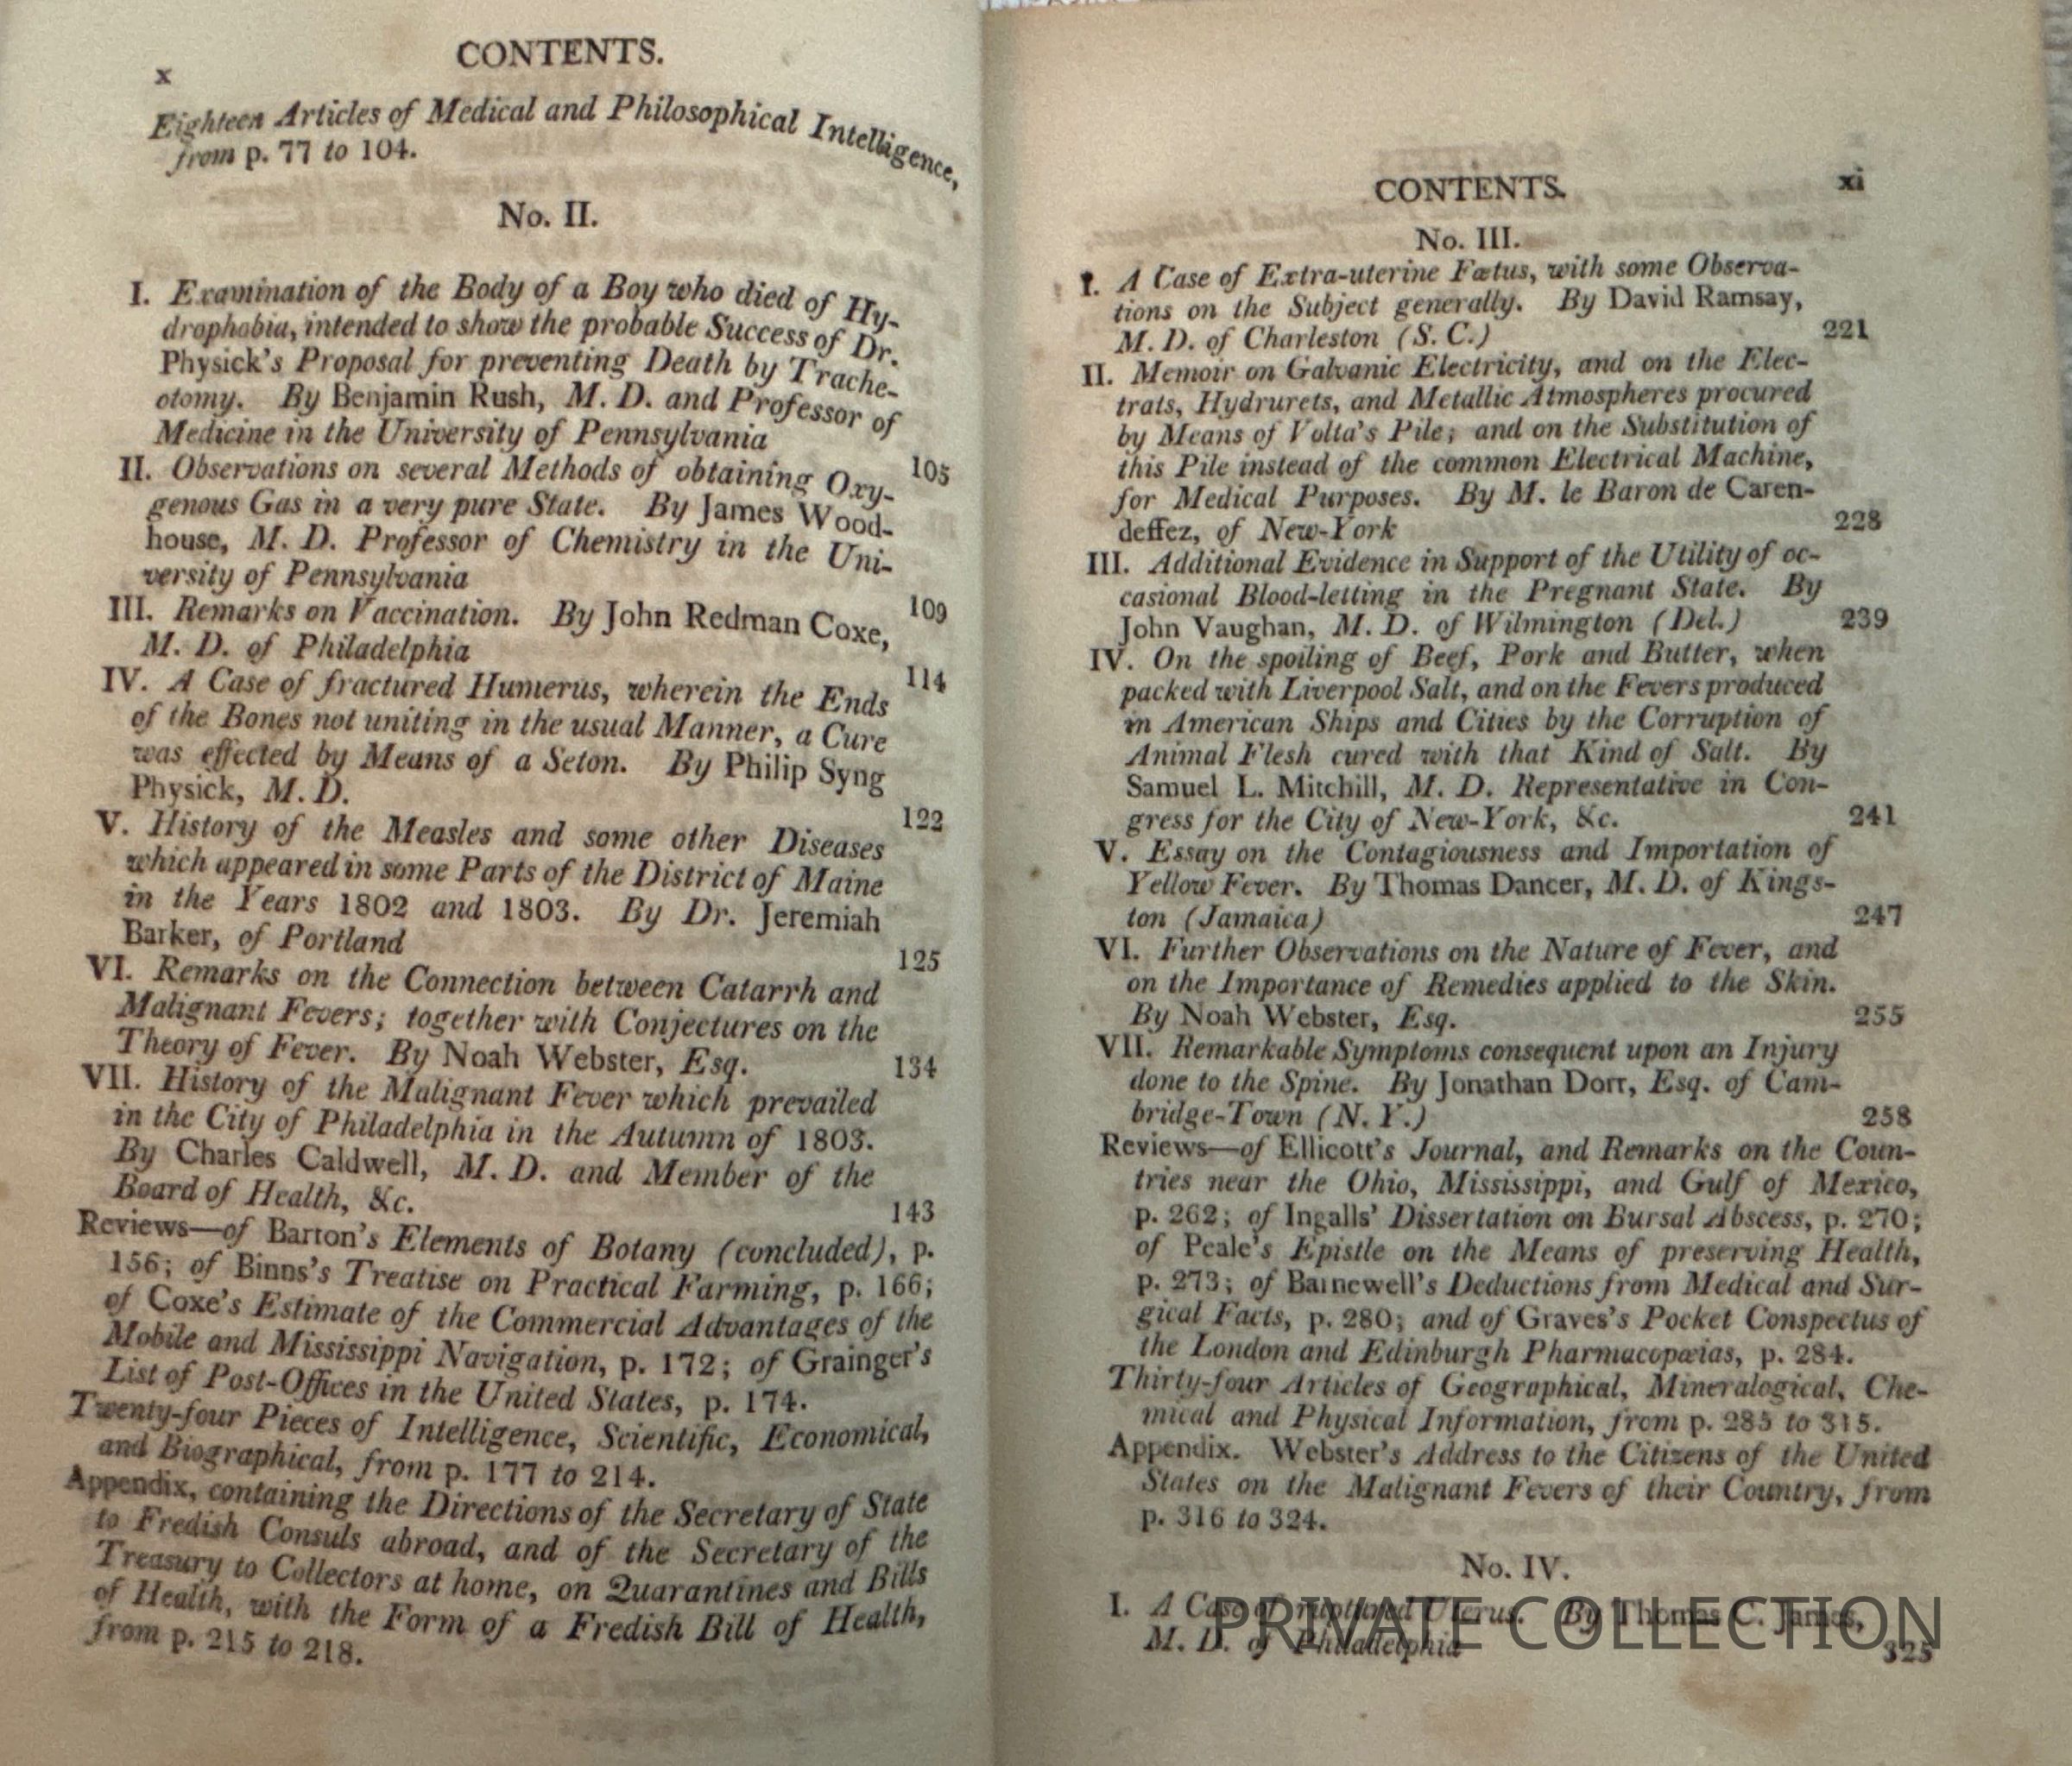 x
CONTENTS.
Eighteen Articles of Medical and Philosophical Intelligence,
from p. 77 to 104.
No. II.
I. Examination of the Body of a Boy who died of Hy-
drophobia, intended to show the probable Success of Dr.
Physick's Proposal for preventing Death by Trache-
otomy. By Benjamin Rush, M. D. and Professor of
Medicine in the University of Pennsylvania 105
II. Observations on several Methods of obtaining Oxy-
genous Gas in a very pure State. By James Wood-
house, M. D. Professor of Chemistry in the Uni-
versity of Pennsylvania 109
III. Remarks on Vaccination. By John Redman Coxe,
M. D. of Philadelphia 114
IV. A Case of fractured Humerus, wherein the Ends
of the Bones not uniting in the usual Manner, a Cure
was effected by Means of a Seton. By Philip Syng
Physick, M. D. 122
V. History of the Measles and some other Diseases
which appeared in some Parts of the District of Maine
in the Years 1802 and 1803. By Dr. Jeremiah
Barker, of Portland 125
VI. Remarks on the Connection between Catarrh and
Malignant Fevers; together with Conjectures on the
Theory of Fever. By Noah Webster, Esq. 134
VII. History of the Malignant Fever which prevailed
in the City of Philadelphia in the Autumn of 1803.
By Charles Caldwell, M. D. and Member of the
Board of Health, &c. 143
Reviews—of Barton's Elements of Botany (concluded), p.
156; of Binns's Treatise on Practical Farming, p. 166;
of Coxe's Estimate of the Commercial Advantages of the
Mobile and Mississippi Navigation, p. 172; of Grainger's
List of Post-Offices in the United States, p. 174.
Twenty-four Pieces of Intelligence, Scientific, Economical,
and Biographical, from p. 177 to 214.
Appendix, containing the Directions of the Secretary of State
to Fredish Consuls abroad, and of the Secretary of the
Treasury to Collectors at home, on Quarantines and Bills
of Health, with the Form of a Fredish Bill of Health,
from p. 215 to 218.
CONTENTS. xi
No. III.
I. A Case of Extra-uterine Fœtus, with some Observa-
tions on the Subject generally. By David Ramsay,
M. D. of Charleston (S. C.) 221
II. Memoir on Galvanic Electricity, and on the Elec-
trats, Hydrurets, and Metallic Atmospheres procured
by Means of Volta's Pile; and on the Substitution of
this Pile instead of the common Electrical Machine,
for Medical Purposes. By M. le Baron de Caren-
deffez, of New-York 228
III. Additional Evidence in Support of the Utility of oc-
casional Blood-letting in the Pregnant State. By
John Vaughan, M. D. of Wilmington (Del.) 239
IV. On the spoiling of Beef, Pork and Butter, when
packed with Liverpool Salt, and on the Fevers produced
in American Ships and Cities by the Corruption of
Animal Flesh cured with that Kind of Salt. By
Samuel L. Mitchill, M. D. Representative in Con-
gress for the City of New-York, &c. 241
V. Essay on the Contagiousness and Importation of
Yellow Fever. By Thomas Dancer, M. D. of Kings-
ton (Jamaica) 247
VI. Further Observations on the Nature of Fever, and
on the Importance of Remedies applied to the Skin.
By Noah Webster, Esq. 255
VII. Remarkable Symptoms consequent upon an Injury
done to the Spine. By Jonathan Dorr, Esq. of Cam-
bridge-Town (N. Y.) 258
Reviews—of Ellicott's Journal, and Remarks on the Coun-
tries near the Ohio, Mississippi, and Gulf of Mexico,
p. 262; of Ingalls' Dissertation on Bursal Abscess, p. 270;
of Peale's Epistle on the Means of preserving Health,
p. 273; of Barnewell's Deductions from Medical and Sur-
gical Facts, p. 280; and of Graves's Pocket Conspectus of
the London and Edinburgh Pharmacopœias, p. 284.
Thirty-four Articles of Geographical, Mineralogical, Che-
mical and Physical Information, from p. 285 to 315.
Appendix. Webster's Address to the Citizens of the United
States on the Malignant Fevers of their Country, from
p. 316 to 324.
No. IV.
I. A Case of ruptured Uterus. By Thomas C. James,
M. D. of Philadelphia 325
PRIVATE COLLECTION